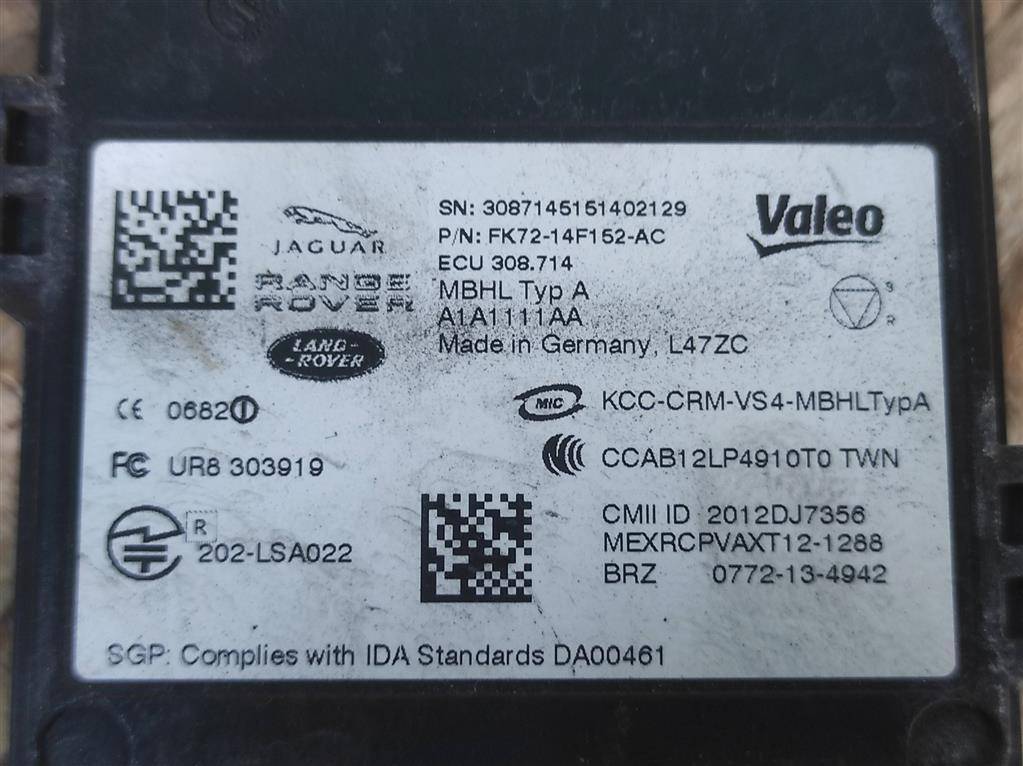 JAGUAR
RANGE
ROVER
LAND-
-ROVER
SN: 3087145151402129
P/N: FK72-14F152-AC
ECU 308.714
MBHL Typ A
A1A1111AA
Made in Germany, L47ZC
Valeo
S
R
CE 0682
FC UR8 303919
R
202-LSA022
MIC KCC-CRM-VS4-MBHLTypA
CCAB12LP4910T0 TWN
CMII ID 2012DJ7356
MEXRCPVAXT12-1288
BRZ 0772-13-4942
SGP: Complies with IDA Standards DA00461